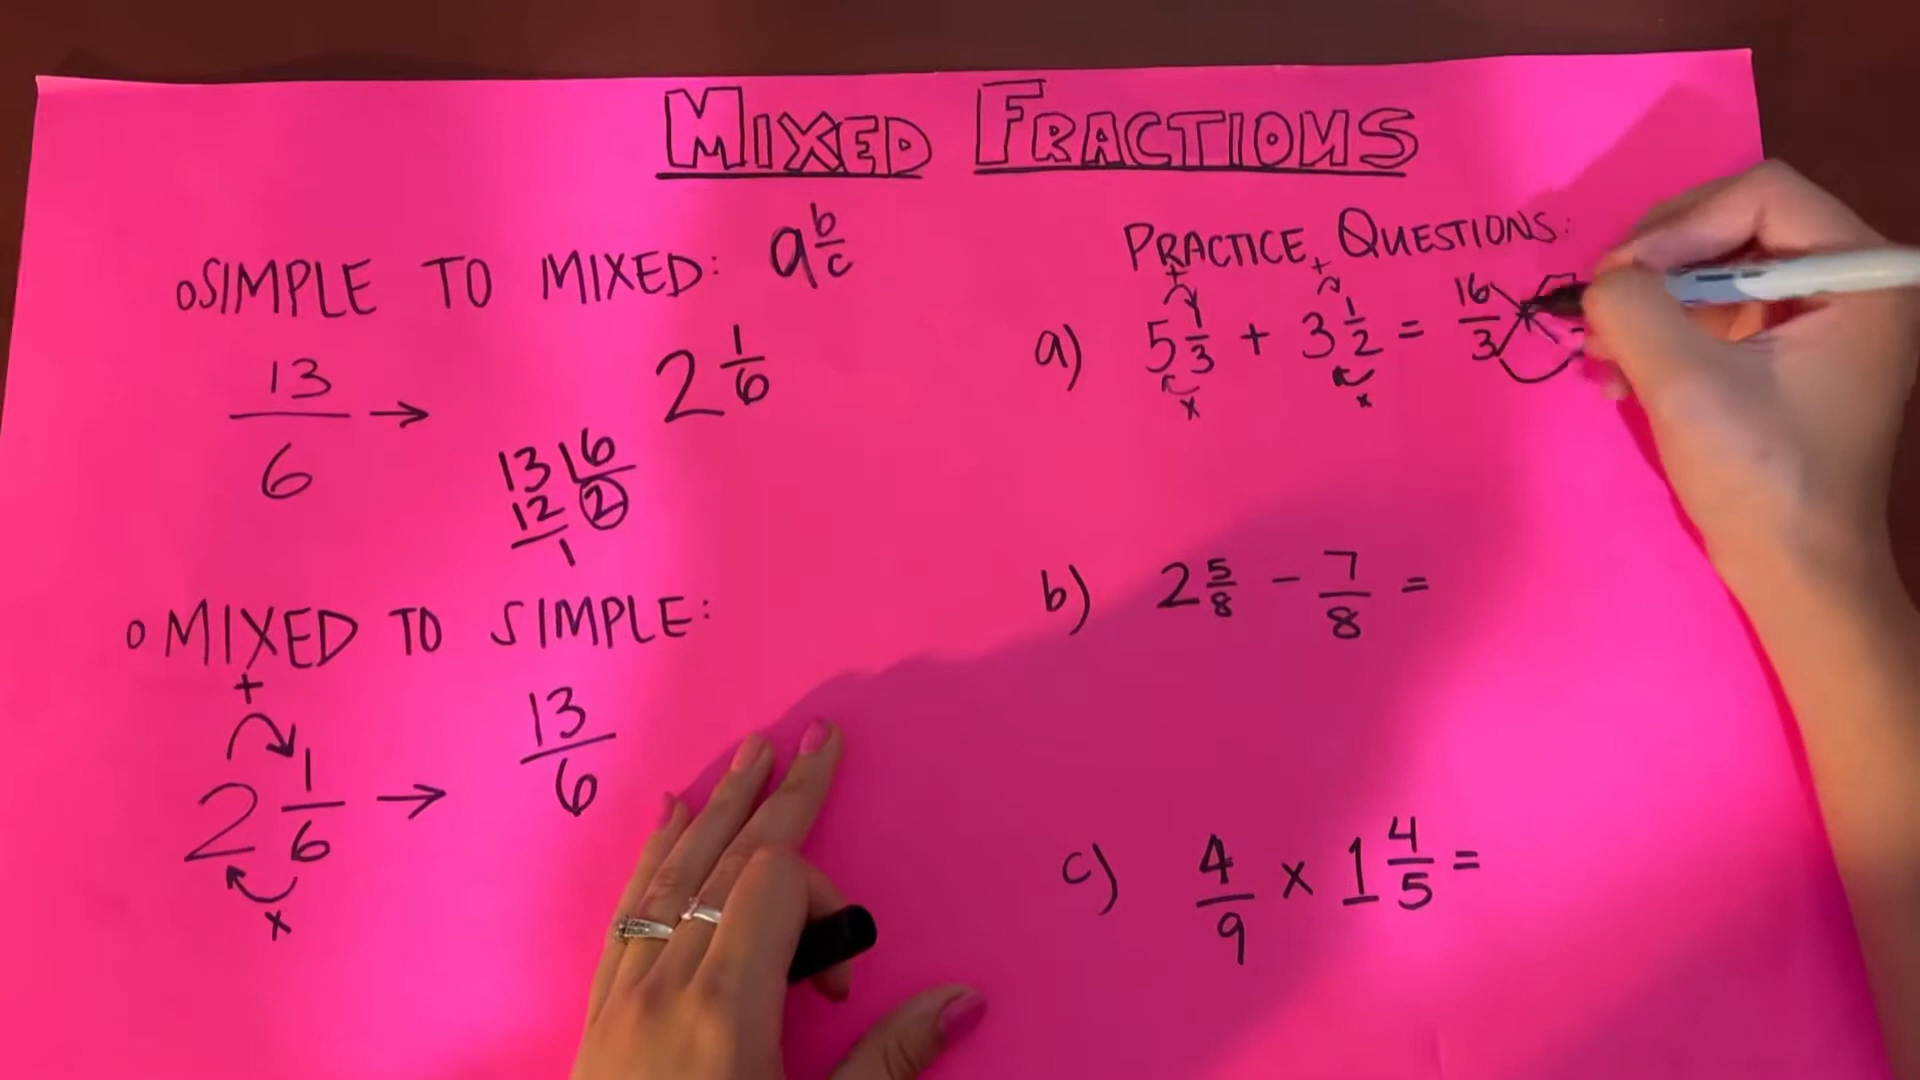 MIXED FRACTIONS
oSIMPLE TO MIXED: a b/c
13/6 → 2 1/6
13 6
12 2
1
oMIXED TO SIMPLE:
+
2 1/6 → 13/6
x
PRACTICE QUESTIONS:
+ +
a) 5 1/3 + 3 1/2 = 16/3
x x
b) 2 5/8 - 7/8 =
c) 4/9 x 1 4/5 =